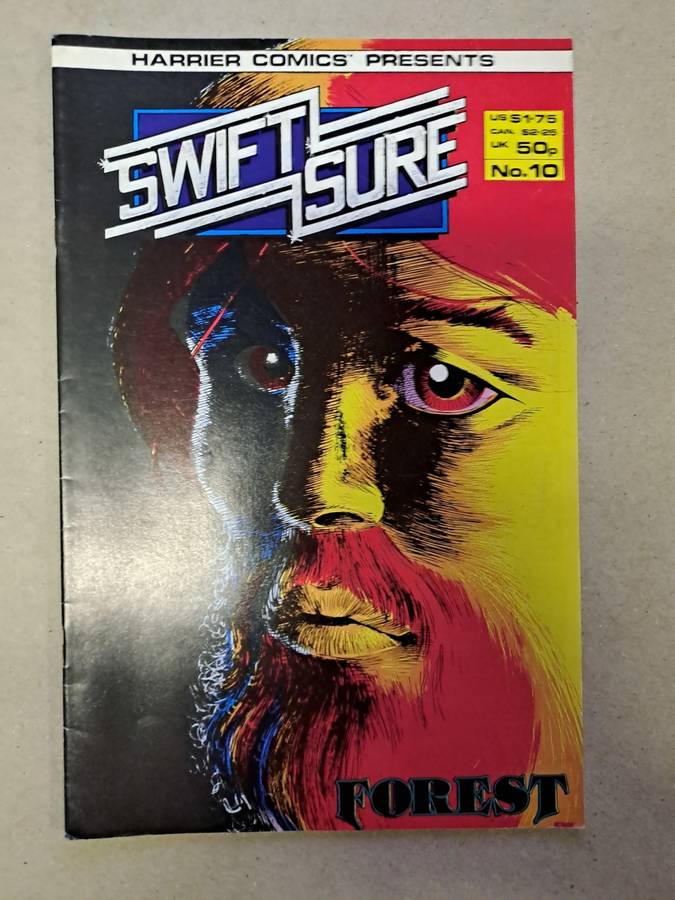 HARRIER COMICS PRESENTS
SWIFT
SURE
US $1·75
CAN. $2·25
UK 50p
No.10
FOREST